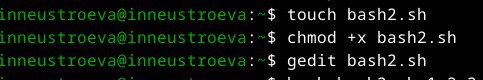 inneustroeva@inneustroeva:~$ touch bash2.sh
inneustroeva@inneustroeva:~$ chmod +x bash2.sh
inneustroeva@inneustroeva:~$ gedit bash2.sh